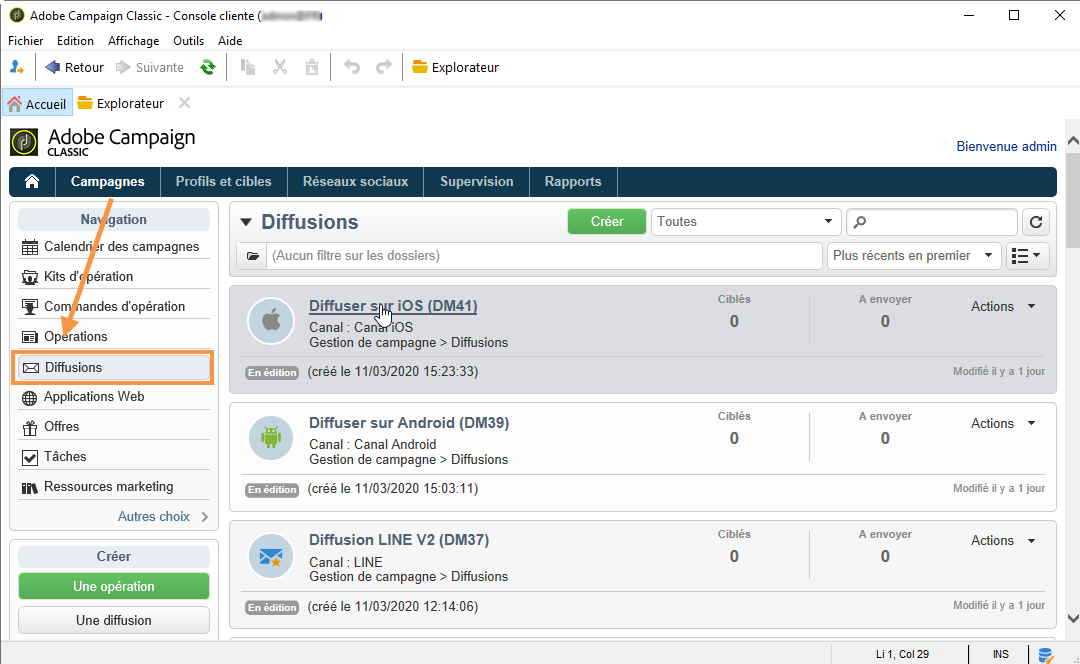 Adobe Campaign Classic - Console cliente (
Fichier Edition Affichage Outils Aide
Retour Suivante Explorateur
Accueil Explorateur
Adobe Campaign
CLASSIC
Bienvenue admin
Campagnes Profils et cibles Réseaux sociaux Supervision Rapports
Navigation
Calendrier des campagnes
Kits d'opération
Commandes d'opération
Opérations
Diffusions
Applications Web
Offres
Tâches
Ressources marketing
Autres choix
Créer
Une opération
Une diffusion
Diffusions
Créer
Toutes
(Aucun filtre sur les dossiers)
Plus récents en premier
Diffuser sur iOS (DM41)
Canal : Canal iOS
Gestion de campagne > Diffusions
Ciblés
0
A envoyer
0
Actions
En édition (créé le 11/03/2020 15:23:33)
Modifié il y a 1 jour
Diffuser sur Android (DM39)
Canal : Canal Android
Gestion de campagne > Diffusions
Ciblés
0
A envoyer
0
Actions
En édition (créé le 11/03/2020 15:03:11)
Modifié il y a 1 jour
Diffusion LINE V2 (DM37)
Canal : LINE
Gestion de campagne > Diffusions
Ciblés
0
A envoyer
0
Actions
En édition (créé le 11/03/2020 12:14:06)
Modifié il y a 1 jour
Li 1, Col 29 INS